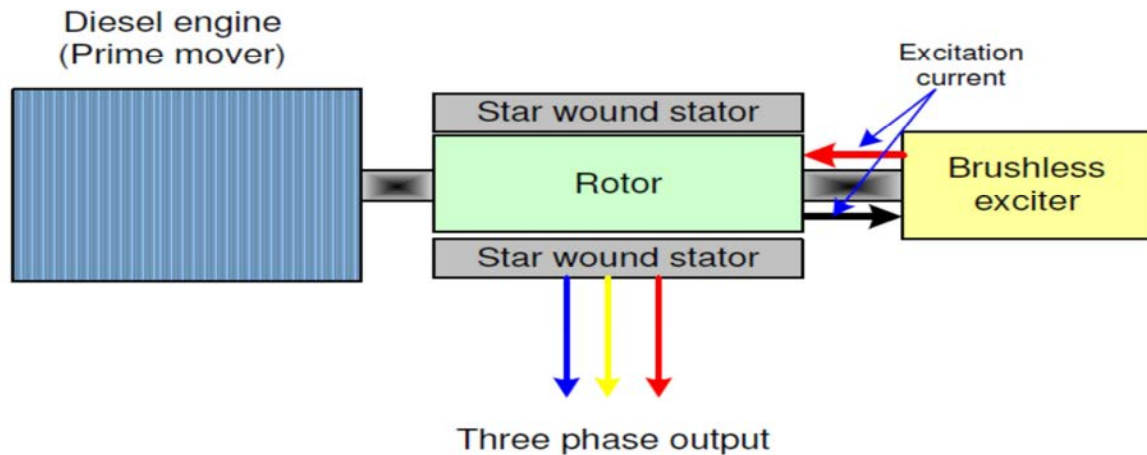 Diesel engine
(Prime mover)
Excitation
current
Star wound stator
Rotor
Brushless
exciter
Star wound stator
Three phase output